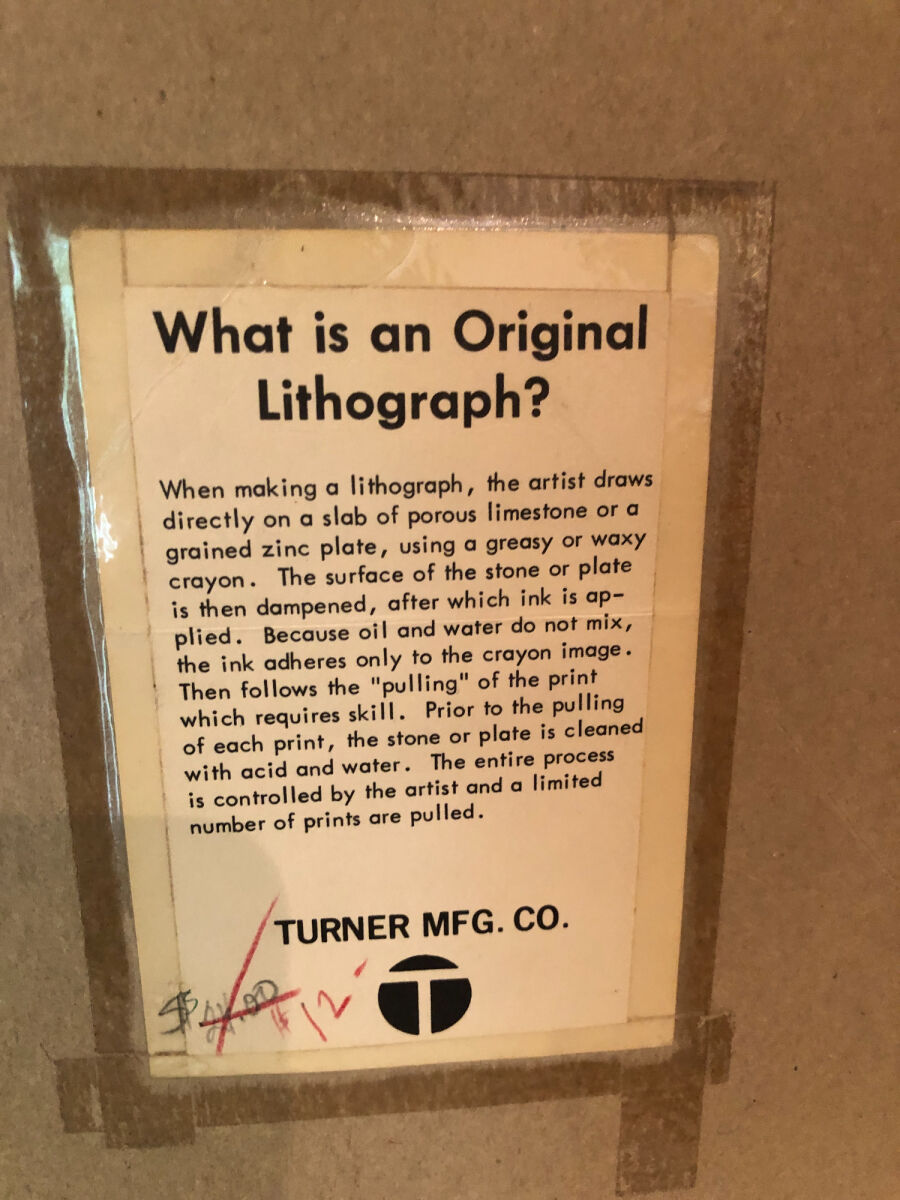 What is an Original
Lithograph?
When making a lithograph, the artist draws
directly on a slab of porous limestone or a
grained zinc plate, using a greasy or waxy
crayon. The surface of the stone or plate
is then dampened, after which ink is ap-
plied. Because oil and water do not mix,
the ink adheres only to the crayon image.
Then follows the "pulling" of the print
which requires skill. Prior to the pulling
of each print, the stone or plate is cleaned
with acid and water. The entire process
is controlled by the artist and a limited
number of prints are pulled.
TURNER MFG. CO.
T